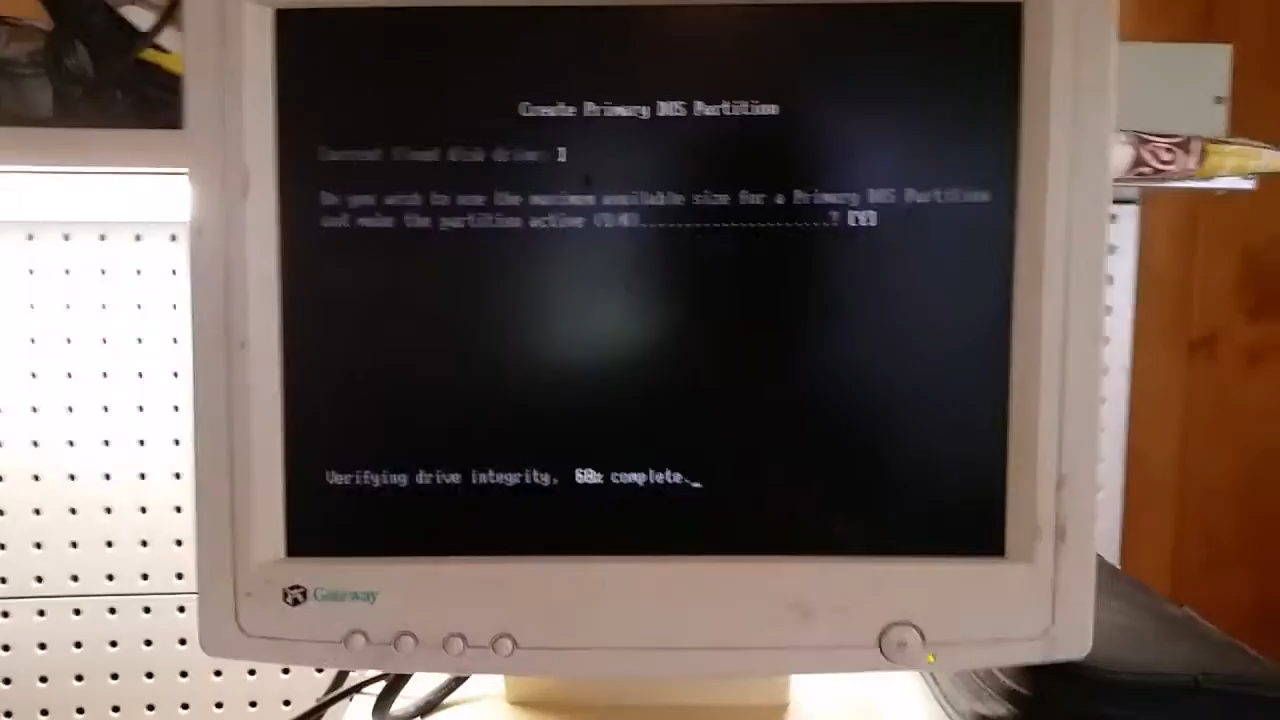 Create Primary DOS Partition
Current fixed disk drive: 1
Do you wish to use the maximum available size for a Primary DOS Partition
and make the partition active (Y/N).....................? [Y]
Verifying drive integrity, 68% complete._
Gateway